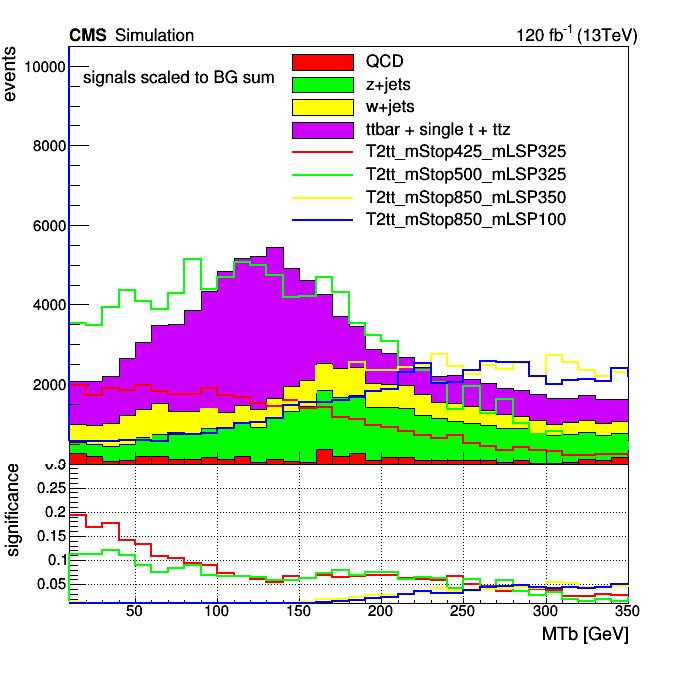 CMS Simulation 120 fb-1 (13TeV)
events
signals scaled to BG sum
QCD
z+jets
w+jets
ttbar + single t + ttz
T2tt_mStop425_mLSP325
T2tt_mStop500_mLSP325
T2tt_mStop850_mLSP350
T2tt_mStop850_mLSP100
10000
8000
6000
4000
2000
significance
0.25
0.2
0.15
0.1
0.05
50 100 150 200 250 300 350
MTb [GeV]